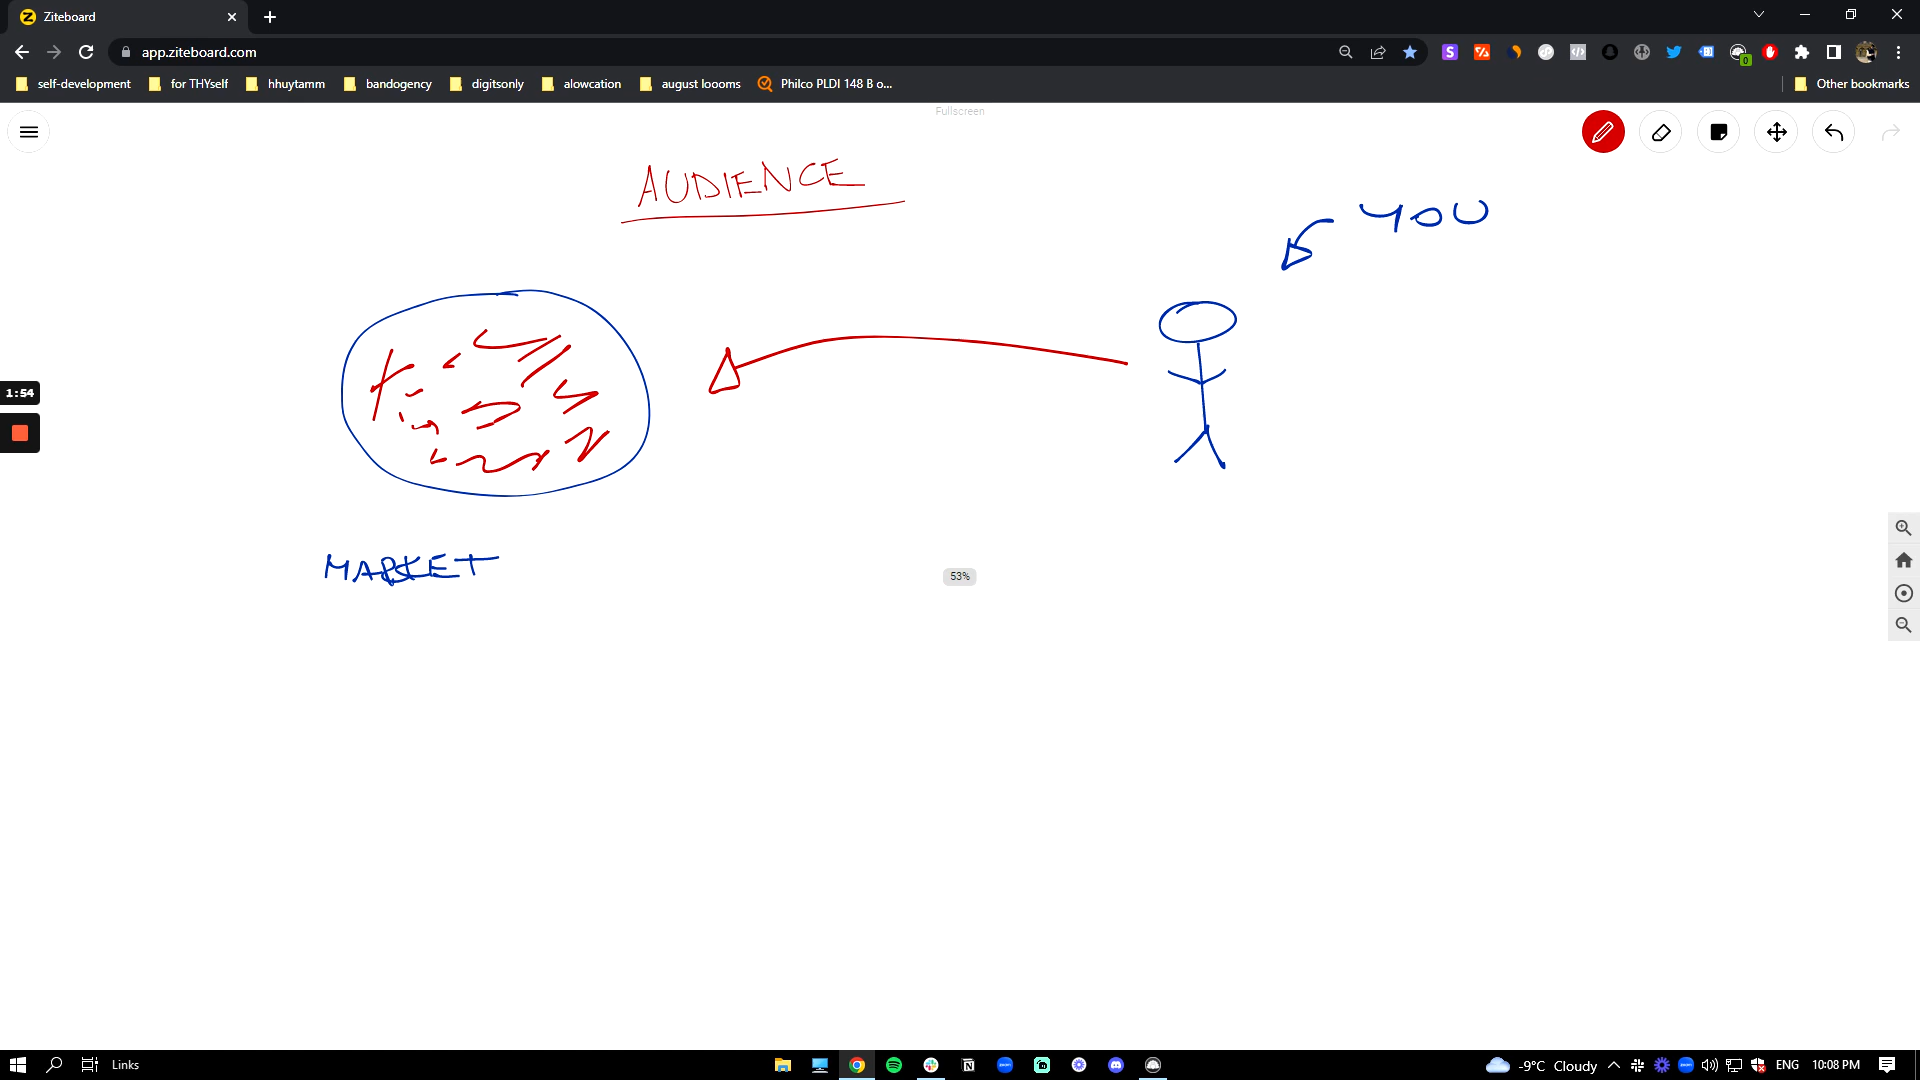 Ziteboard
app.ziteboard.com
0
self-development for THYself hhuytamm bandogency digitsonly alowcation august loooms Philco PLDI 148 B o... Other bookmarks
Fullscreen
AUDIENCE
YOU
1:54
MARKET
53%
Links
-9°C Cloudy ENG 10:08 PM